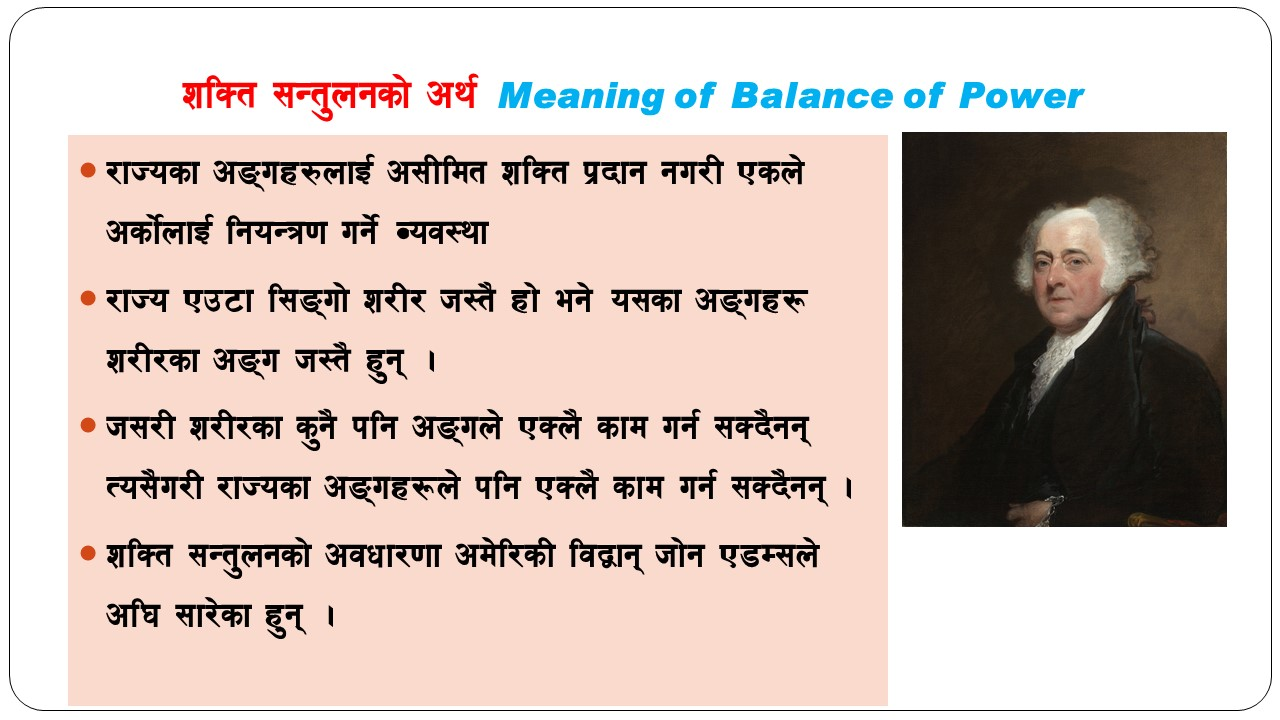 शक्ति सन्तुलनको अर्थ Meaning of Balance of Power
• राज्यका अङ्गहरुलाई असीमित शक्ति प्रदान नगरी एकले
अर्कोलाई नियन्त्रण गर्ने ब्यवस्था
• राज्य एउटा सिङ्गो शरीर जस्तै हो भने यसका अङ्गहरू
शरीरका अङ्ग जस्तै हुन् ।
• जसरी शरीरका कुनै पनि अङ्गले एक्लै काम गर्न सक्दैनन्
त्यसैगरी राज्यका अङ्गहरूले पनि एक्लै काम गर्न सक्दैनन् ।
• शक्ति सन्तुलनको अवधारणा अमेरिकी विद्वान् जोन एडम्सले
अघि सारेका हुन् ।